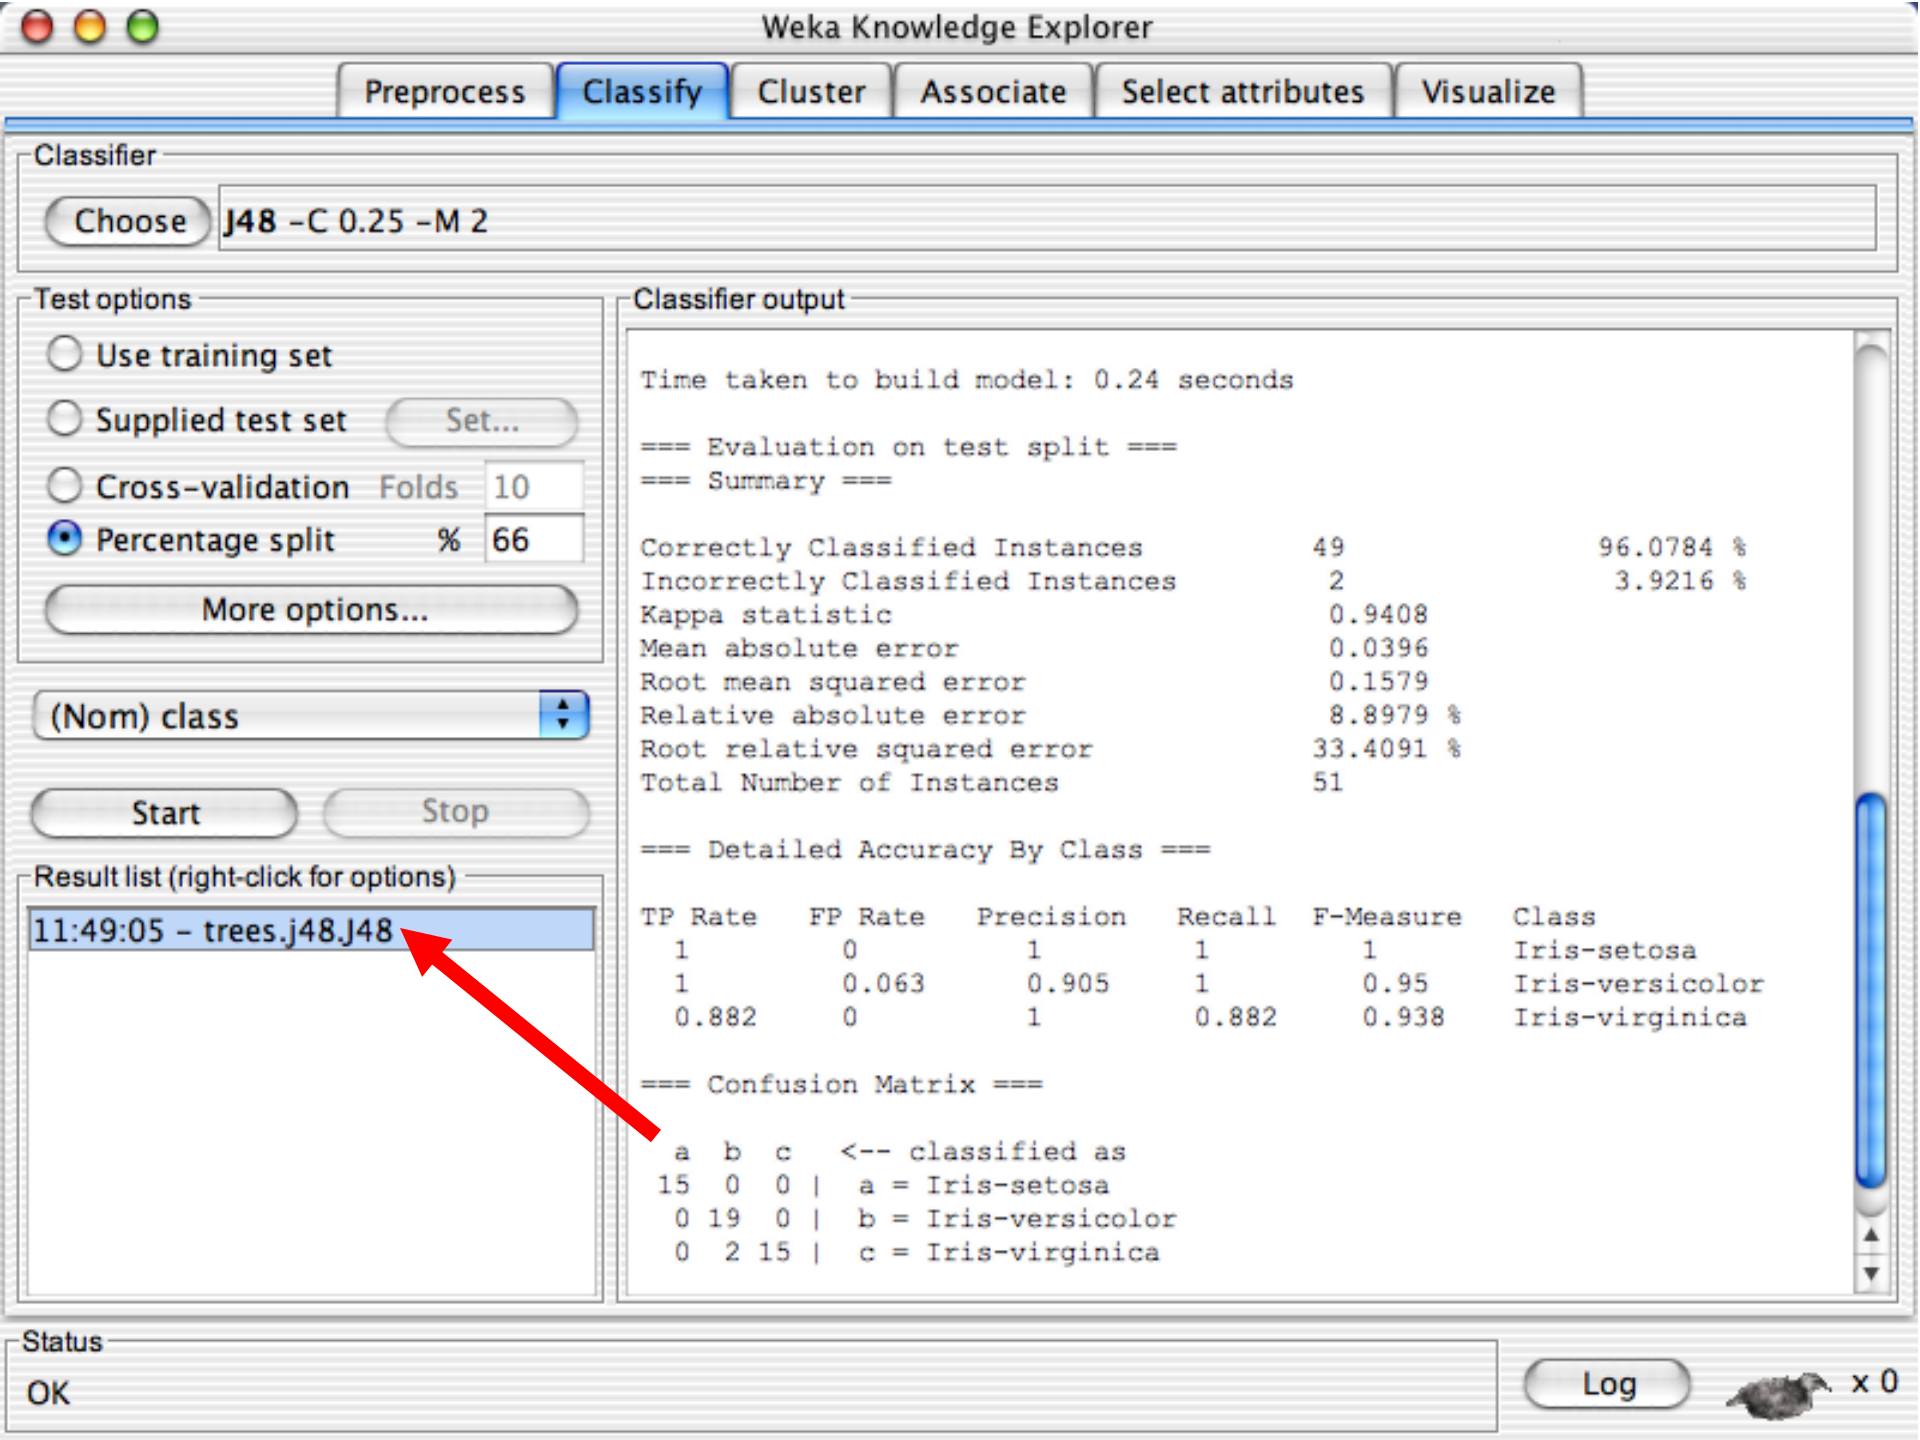 Weka Knowledge Explorer
Preprocess Classify Cluster Associate Select attributes Visualize
Classifier
Choose J48 -C 0.25 -M 2
Test options
Use training set
Supplied test set Set...
Cross-validation Folds 10
Percentage split % 66
More options...
(Nom) class
Start Stop
Result list (right-click for options)
11:49:05 - trees.j48.J48
Classifier output
Time taken to build model: 0.24 seconds
=== Evaluation on test split ===
=== Summary ===
Correctly Classified Instances 49 96.0784 %
Incorrectly Classified Instances 2 3.9216 %
Kappa statistic 0.9408
Mean absolute error 0.0396
Root mean squared error 0.1579
Relative absolute error 8.8979 %
Root relative squared error 33.4091 %
Total Number of Instances 51
=== Detailed Accuracy By Class ===
TP Rate FP Rate Precision Recall F-Measure Class
1 0 1 1 1 Iris-setosa
1 0.063 0.905 1 0.95 Iris-versicolor
0.882 0 1 0.882 0.938 Iris-virginica
=== Confusion Matrix ===
a b c <-- classified as
15 0 0 | a = Iris-setosa
0 19 0 | b = Iris-versicolor
0 2 15 | c = Iris-virginica
Status
OK
Log x 0